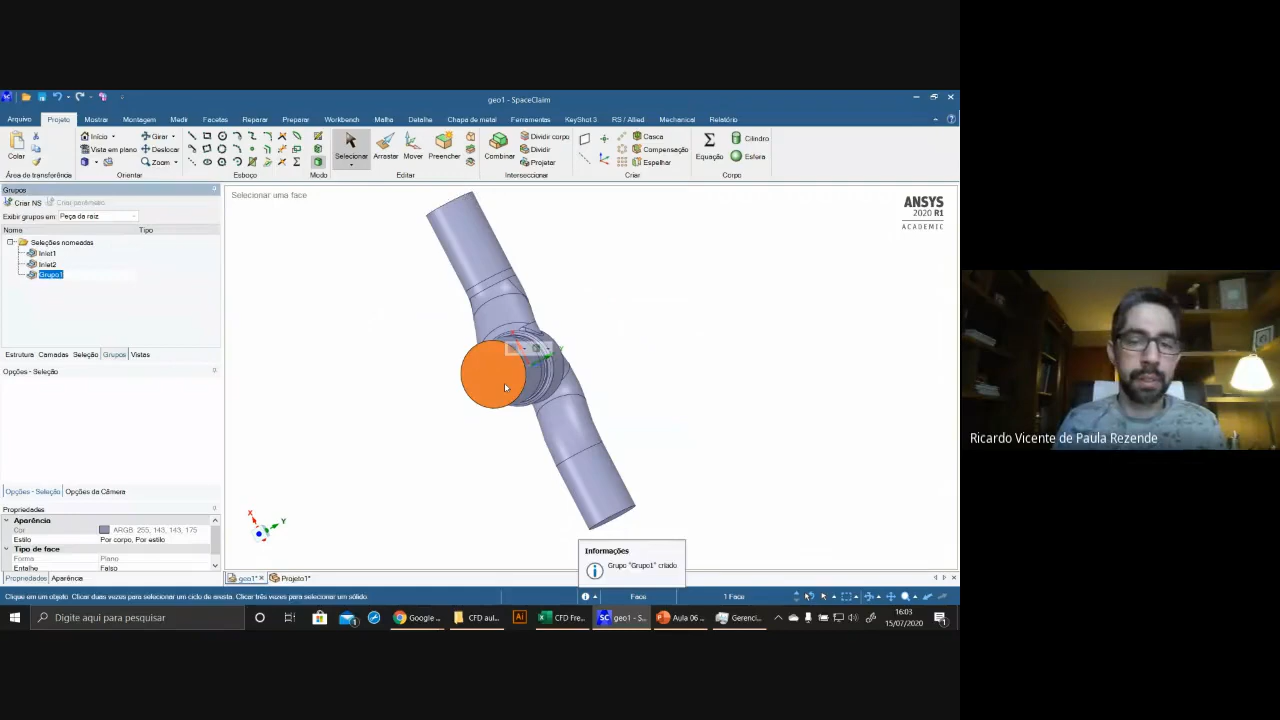 geo1 - SpaceClaim
Arquivo Projeto Mostrar Montagem Medir Facetas Reparar Preparar Workbench Malha Detalhe Chapa de metal Ferramentas KeyShot 3 RS / Allied Mechanical Relatório
Início Girar
Vista em plano Deslocar
Zoom
Colar
Selecionar Arrastar Mover Preencher
Combinar
Dividir corpo
Dividir
Projetar
Casca
Compensação
Espelhar
Equação
Cilindro
Esfera
Área de transferência Orientar Esboço Modo Editar Interseccionar Criar Corpo
Grupos
Criar NS Criar parâmetro
Exibir grupos em: Peça da raiz
Nome Tipo
Seleções nomeadas
Inlet1
Inlet2
Grupo1
Estrutura Camadas Seleção Grupos Vistas
Opções - Seleção
Opções - Seleção Opções da Câmera
Propriedades
Aparência
Cor ARGB: 255, 143, 143, 175
Estilo Por corpo, Por estilo
Tipo de face
Forma Plano
Entalhe Falso
Propriedades Aparência
Selecionar uma face
ANSYS
2020 R1
ACADEMIC
X
Y
Informações
Grupo "Grupo1" criado
geo1* Projeto1*
Clique em um objeto. Clicar duas vezes para selecionar um ciclo de aresta. Clicar três vezes para selecionar um sólido.
Face 1 Face
Digite aqui para pesquisar
Google ...
CFD aul...
CFD Fre...
geo1 - S...
Aula 06 ...
Gerenci...
16:03
15/07/2020
Ricardo Vicente de Paula Rezende